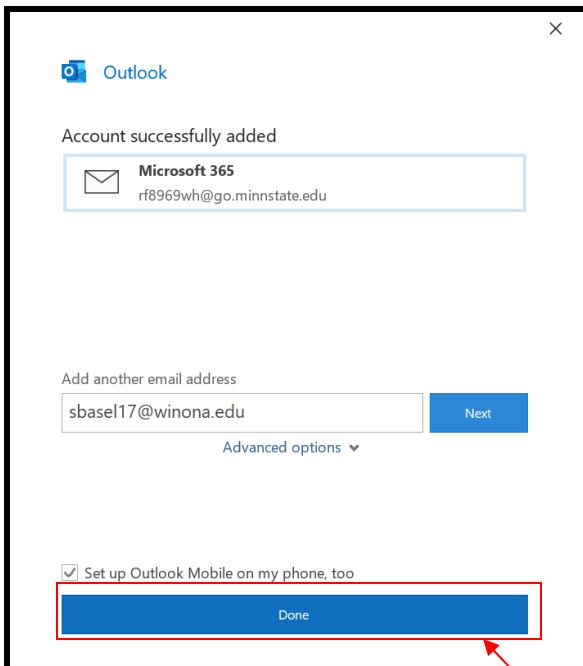 Outlook
Account successfully added
Microsoft 365
rf8969wh@go.minnstate.edu
Add another email address
sbasel17@winona.edu
Next
Advanced options
Set up Outlook Mobile on my phone, too
Done